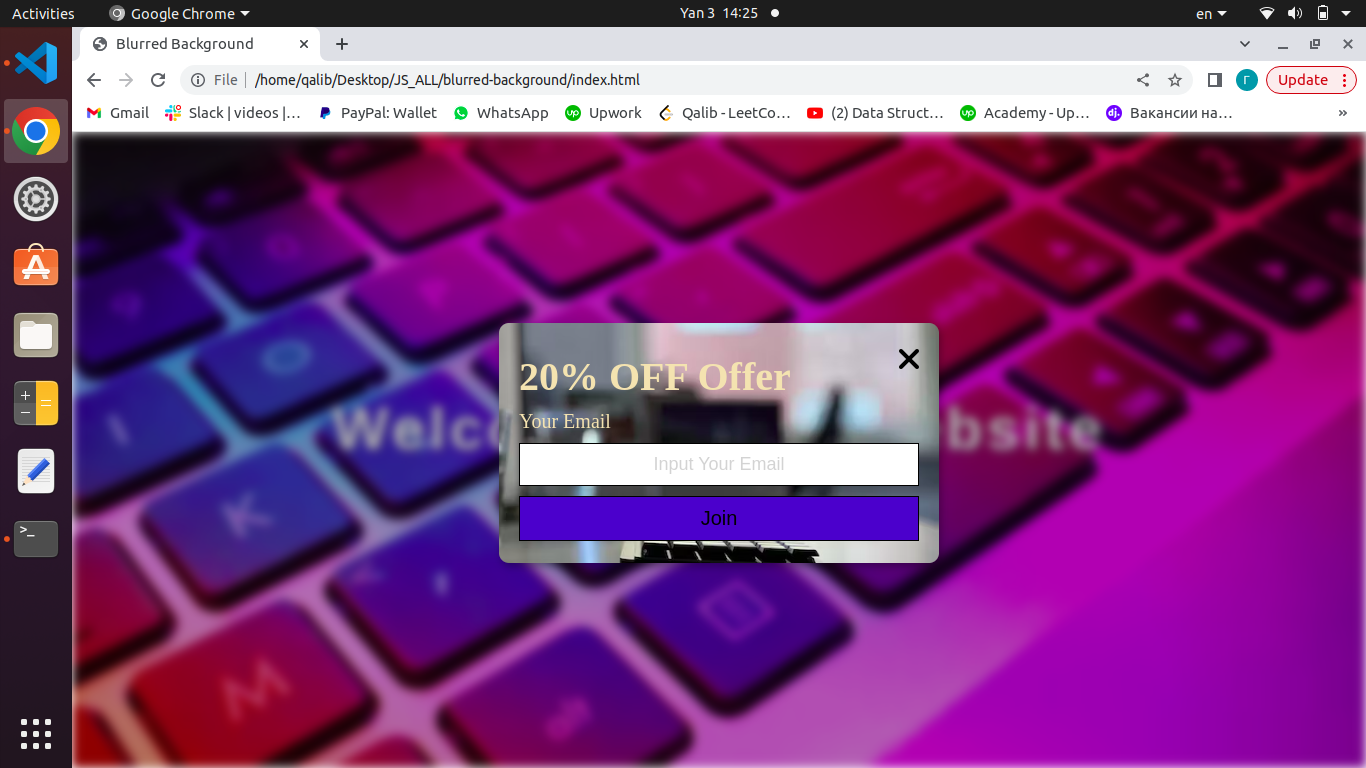 Activities Google Chrome Yan 3 14:25 en
Blurred Background
File /home/qalib/Desktop/JS_ALL/blurred-background/index.html Г Update
Gmail Slack | videos |… PayPal: Wallet WhatsApp Upwork Qalib - LeetCo… (2) Data Struct… Academy - Up… Вакансии на… »
20% OFF Offer
Your Email
Welc bsite
Input Your Email
Join
K
M
alt